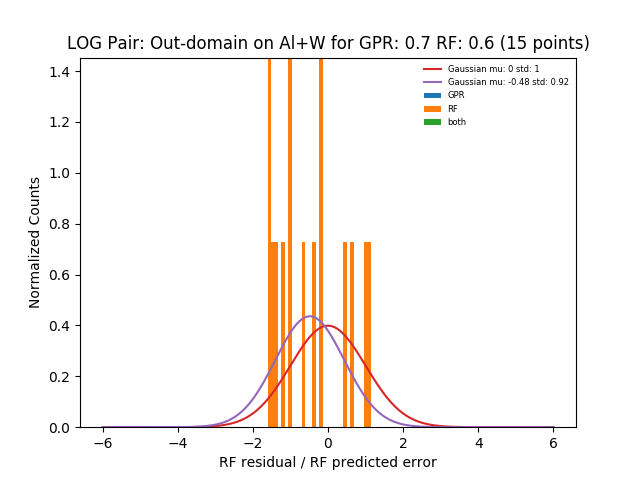 LOG Pair: Out-domain on Al+W for GPR: 0.7 RF: 0.6 (15 points)
Gaussian mu: 0 std: 1
Gaussian mu: -0.48 std: 0.92
GPR
RF
both
Normalized Counts
1.4
1.2
1.0
0.8
0.6
0.4
0.2
0.0
−6 −4 −2 0 2 4 6
RF residual / RF predicted error